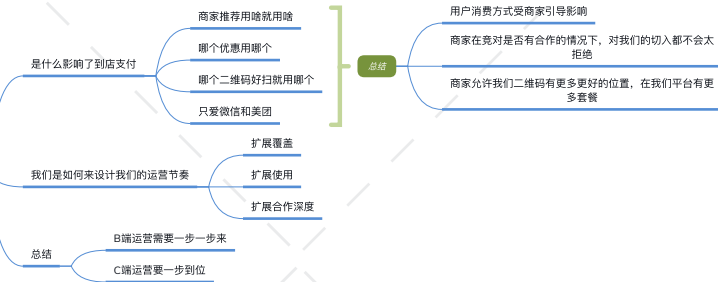 是什么影响了到店支付
商家推荐用啥就用啥
哪个优惠用哪个
哪个二维码好扫就用哪个
只爱微信和美团
总结
用户消费方式受商家引导影响
商家在竞对是否有合作的情况下，对我们的切入都不会太
拒绝
商家允许我们二维码有更多更好的位置，在我们平台有更
多套餐
我们是如何来设计我们的运营节奏
扩展覆盖
扩展使用
扩展合作深度
总结
B端运营需要一步一步来
C端运营要一步到位